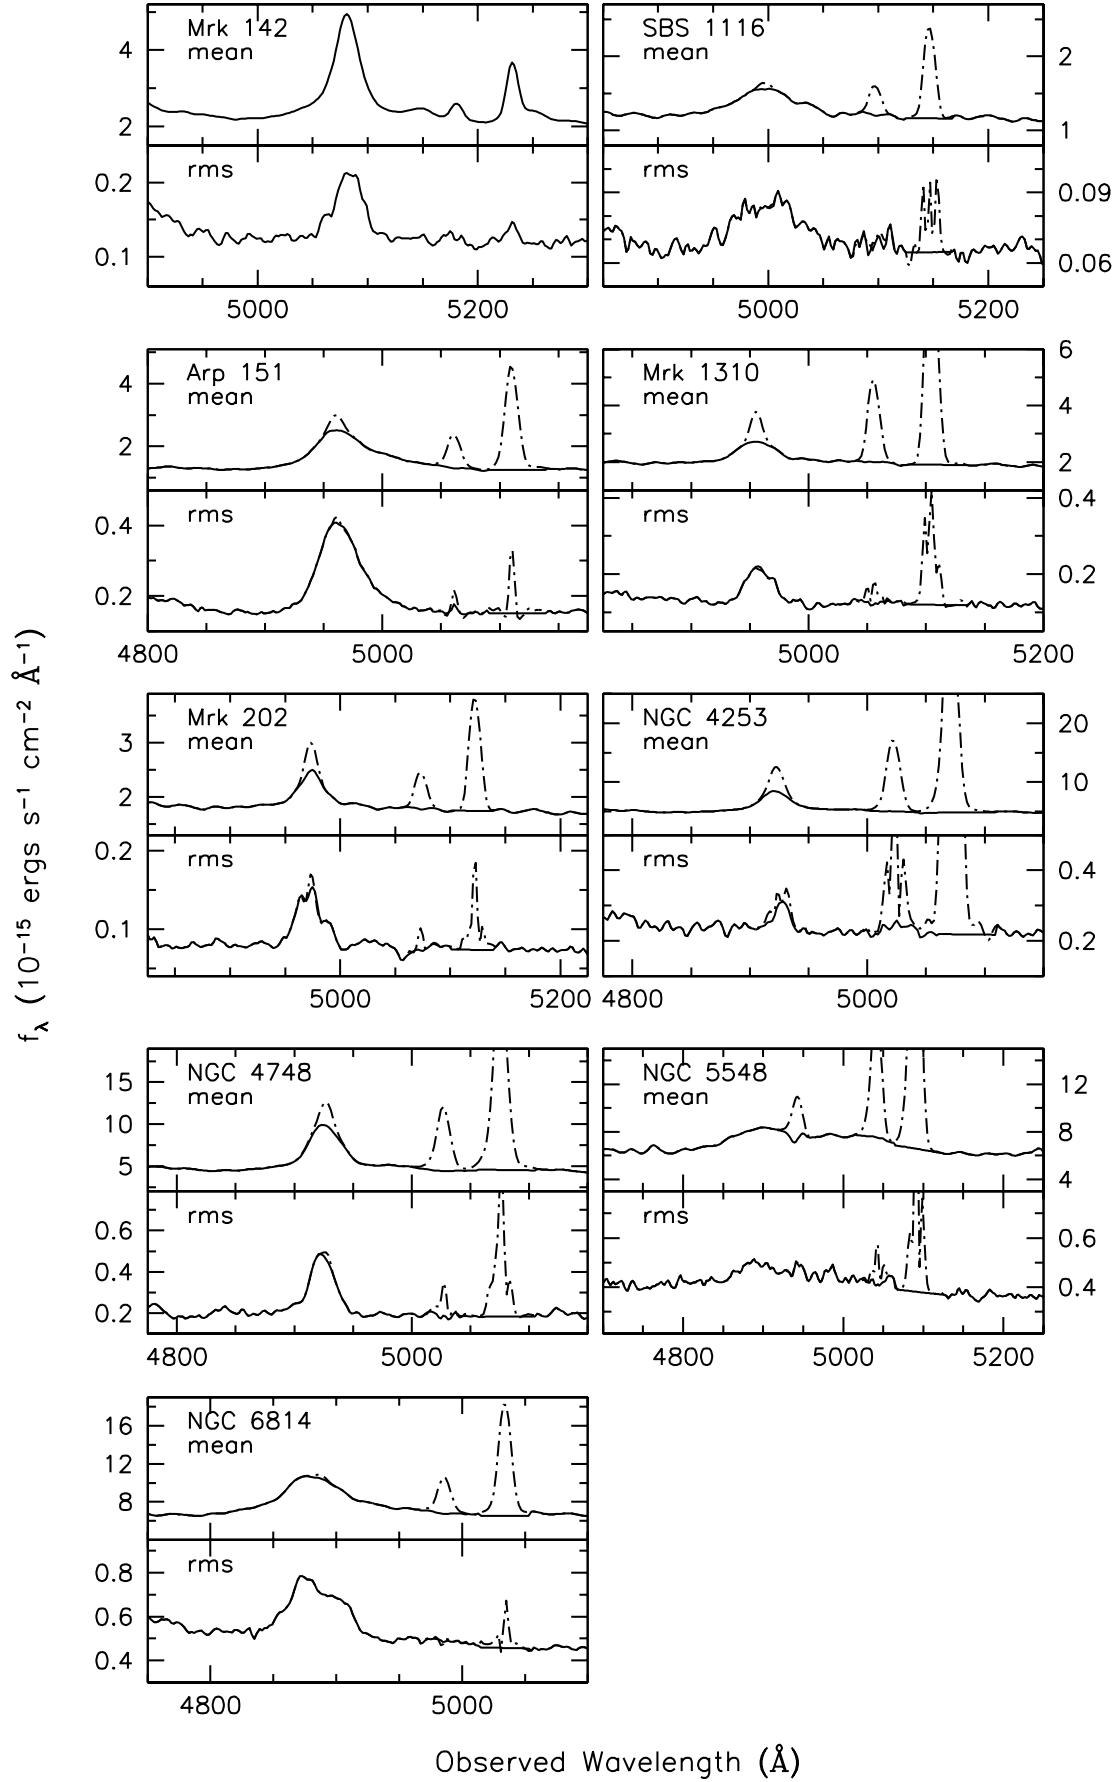 Mrk 142
mean
4
2
rms
0.2
0.1
5000
5200
SBS 1116
mean
2
1
rms
0.09
0.06
5000
5200
Arp 151
mean
4
2
rms
0.4
0.2
4800
5000
Mrk 1310
mean
6
4
2
rms
0.4
0.2
5000
5200
Mrk 202
mean
3
2
rms
0.2
0.1
5000
5200
NGC 4253
mean
20
10
rms
0.4
0.2
4800
5000
NGC 4748
mean
15
10
5
rms
0.6
0.4
0.2
4800
5000
NGC 5548
mean
12
8
4
rms
0.6
0.4
4800
5000
5200
NGC 6814
mean
16
12
8
rms
0.8
0.6
0.4
4800
5000
fλ (10⁻¹⁵ ergs s⁻¹ cm⁻² Å⁻¹)
Observed Wavelength (Å)